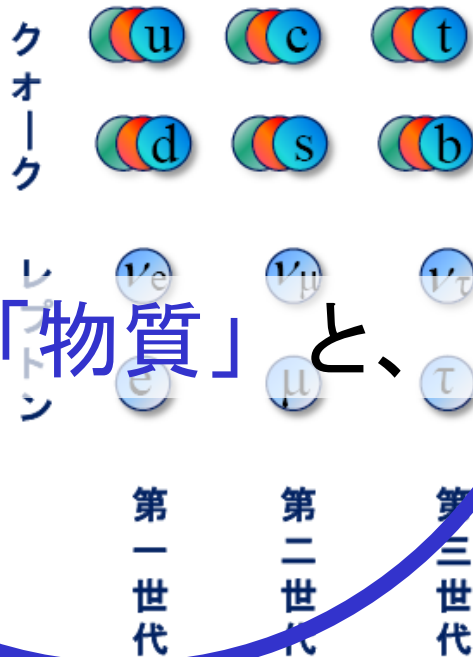 クォーク
u c t
d s b
レプトン
νe νμ ντ
「物質」と、
e μ τ
第一世代
第二世代
第三世代